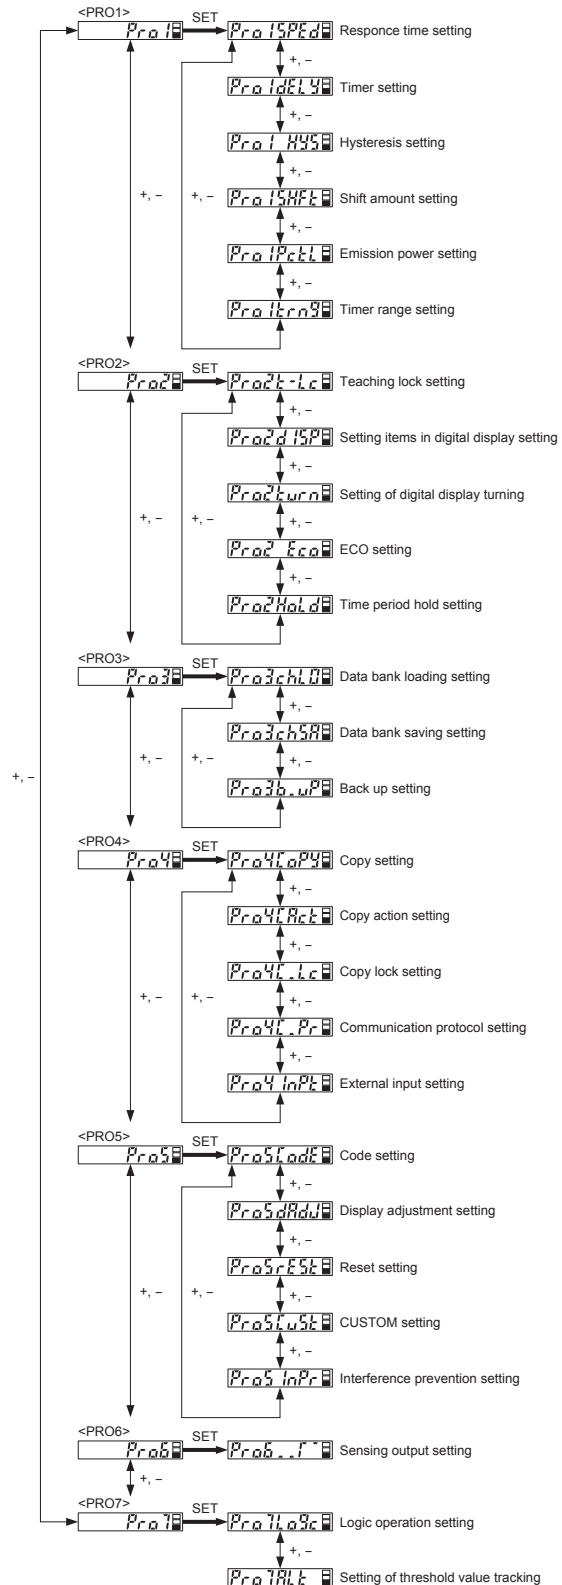 <PRO1>
Pro1 SET Pro1SPEd Responce time setting
+, –
Pro1dELY Timer setting
+, –
Pro1 HYS Hysteresis setting
+, –
+, – +, – Pro1SHFt Shift amount setting
+, –
Pro1PctL Emission power setting
+, –
Pro1trng Timer range setting
<PRO2>
Pro2 SET Pro2t-Lc Teaching lock setting
+, –
Pro2dISP Setting items in digital display setting
+, –
Pro2turn Setting of digital display turning
+, – +, – +, –
Pro2 Eco ECO setting
+, –
Pro2HoLd Time period hold setting
<PRO3>
Pro3 SET Pro3chLO Data bank loading setting
+, –
Pro3chSA Data bank saving setting
+, – +, – +, –
+, –
Pro3b.uP Back up setting
<PRO4>
Pro4 SET Pro4CoPY Copy setting
+, –
Pro4CAct Copy action setting
+, –
Pro4C.Lc Copy lock setting
+, – +, – +, –
Pro4C.Pr Communication protocol setting
+, –
Pro4 InPt External input setting
<PRO5>
Pro5 SET Pro5CodE Code setting
+, –
Pro5dAdJ Display adjustment setting
+, –
Pro5rESt Reset setting
+, – +, – +, –
Pro5CuSt CUSTOM setting
+, –
Pro5 InPr Interference prevention setting
<PRO6>
Pro6 SET Pro6 Sensing output setting
+, –
<PRO7>
Pro7 SET Pro7Logc Logic operation setting
+, –
Pro7ALt Setting of threshold value tracking